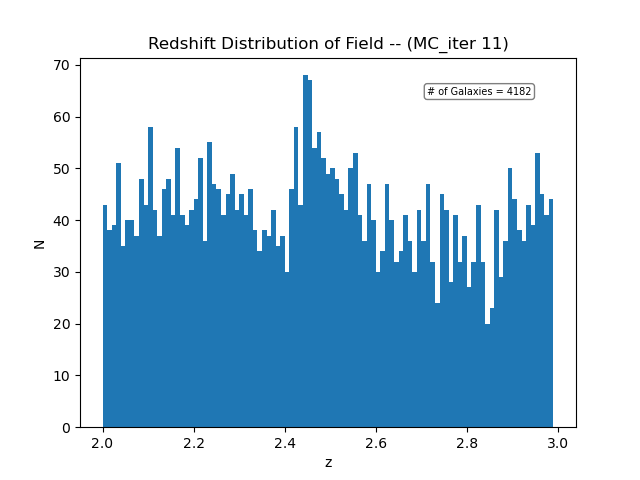 Redshift Distribution of Field -- (MC_iter 11)
# of Galaxies = 4182
70
60
50
40
30
20
10
0
N
2.0 2.2 2.4 2.6 2.8 3.0
z